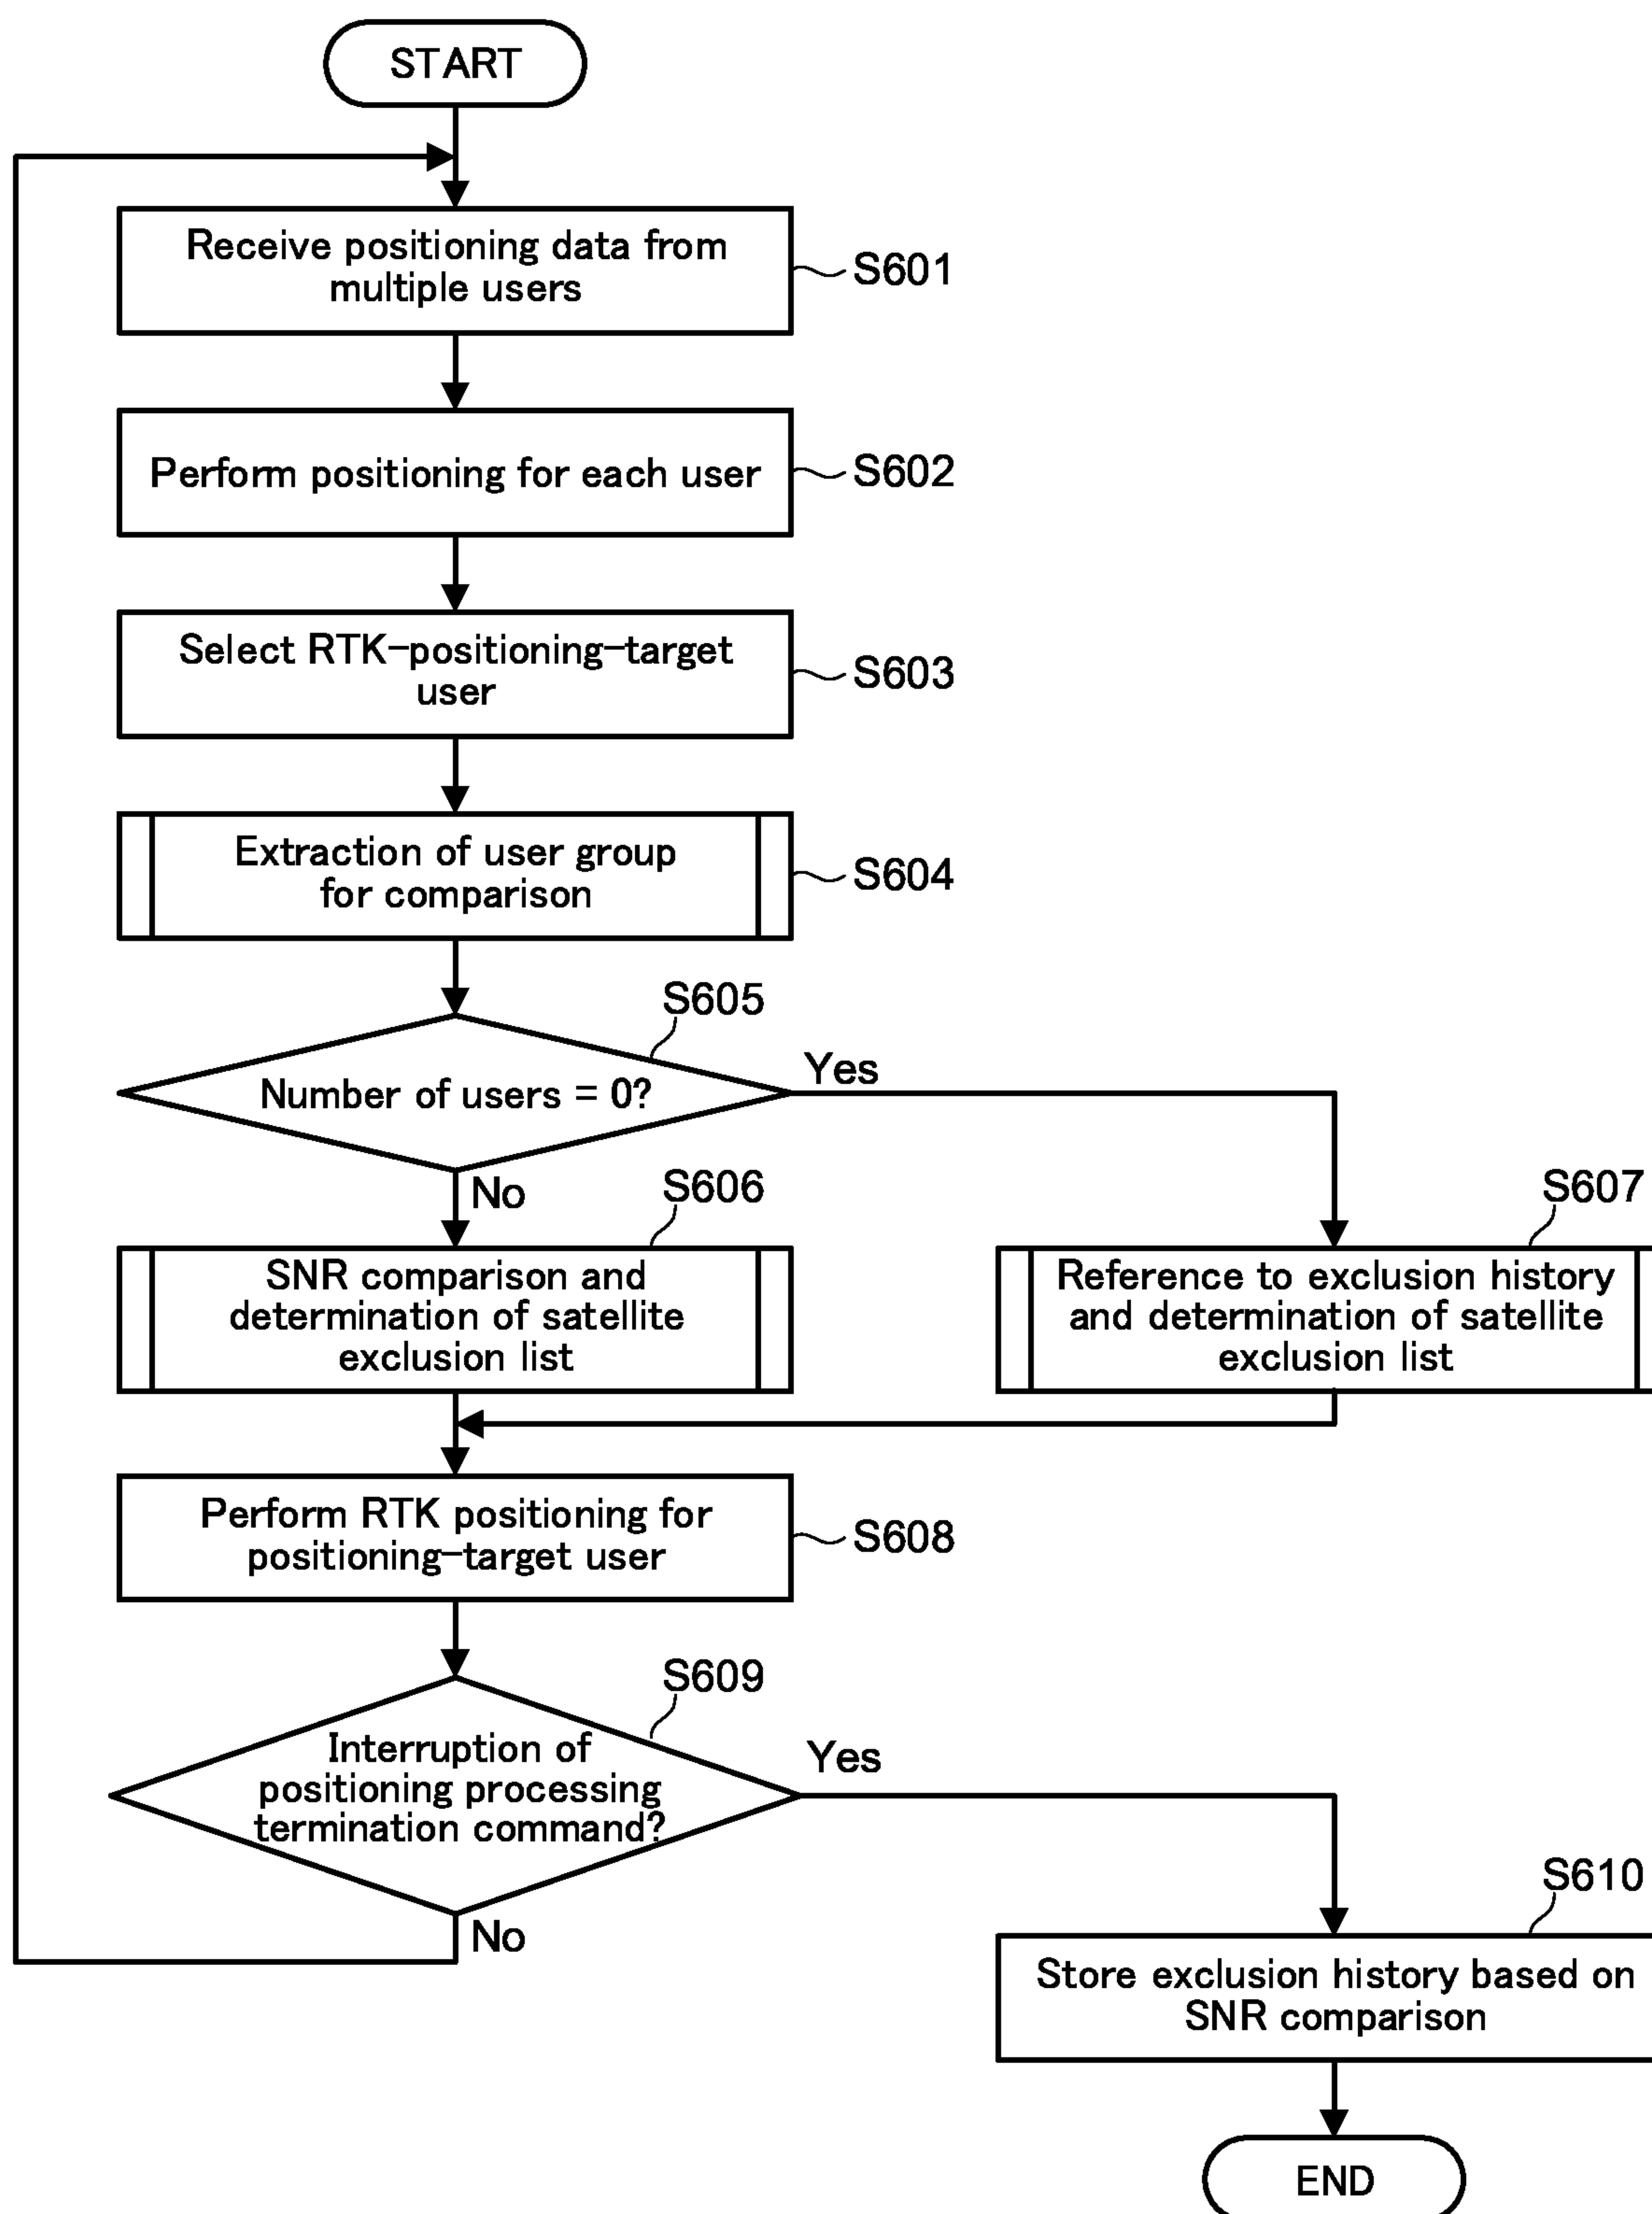 START
Receive positioning data from
multiple users
S601
Perform positioning for each user
S602
Select RTK-positioning-target
user
S603
Extraction of user group
for comparison
S604
S605
Number of users = 0?
Yes
No
S606
SNR comparison and
determination of satellite
exclusion list
S607
Reference to exclusion history
and determination of satellite
exclusion list
Perform RTK positioning for
positioning-target user
S608
S609
Interruption of
positioning processing
termination command?
Yes
No
S610
Store exclusion history based on
SNR comparison
END